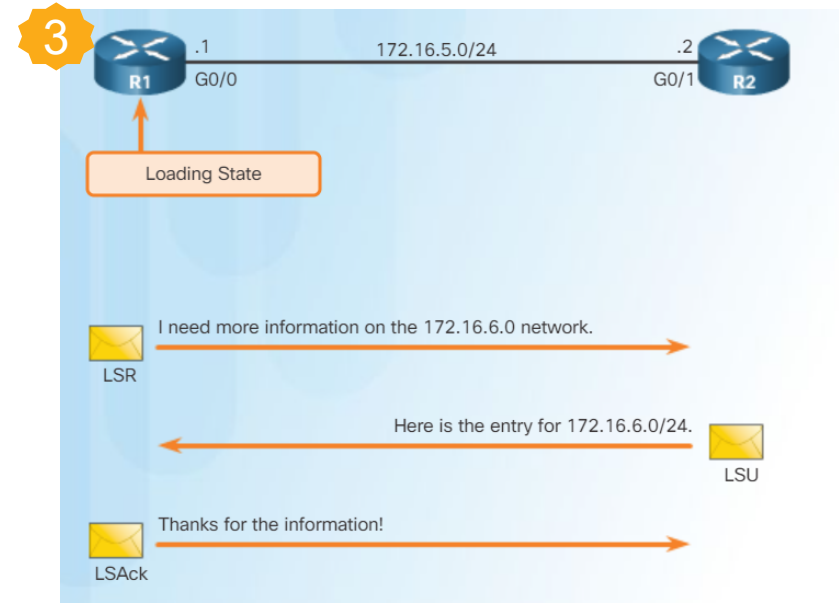 3
.1
172.16.5.0/24
.2
R1
G0/0
G0/1
R2
Loading State
I need more information on the 172.16.6.0 network.
LSR
Here is the entry for 172.16.6.0/24.
LSU
Thanks for the information!
LSAck